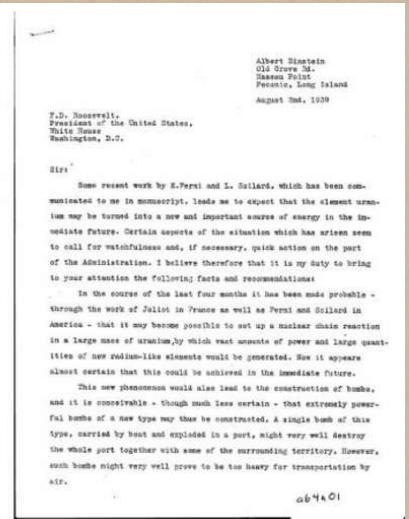 Albert Einstein
Old Grove Rd.
Nassau Point
Peconic, Long Island
August 2nd, 1939
F.D. Roosevelt,
President of the United States,
White House
Washington, D.C.
Sir:
Some recent work by E.Fermi and L. Szilard, which has been com-
municated to me in manuscript, leads me to expect that the element uran-
ium may be turned into a new and important source of energy in the im-
mediate future. Certain aspects of the situation which has arisen seem
to call for watchfulness and, if necessary, quick action on the part
of the Administration. I believe therefore that it is my duty to bring
to your attention the following facts and recommendations:
In the course of the last four months it has been made probable -
through the work of Joliot in France as well as Fermi and Szilard in
America - that it may become possible to set up a nuclear chain reaction
in a large mass of uranium,by which vast amounts of power and large quant-
ities of new radium-like elements would be generated. Now it appears
almost certain that this could be achieved in the immediate future.
This new phenomenon would also lead to the construction of bombs,
and it is conceivable - though much less certain - that extremely power-
ful bombs of a new type may thus be constructed. A single bomb of this
type, carried by boat and exploded in a port, might very well destroy
the whole port together with some of the surrounding territory. However,
such bombs might very well prove to be too heavy for transportation by
air.
a64a01